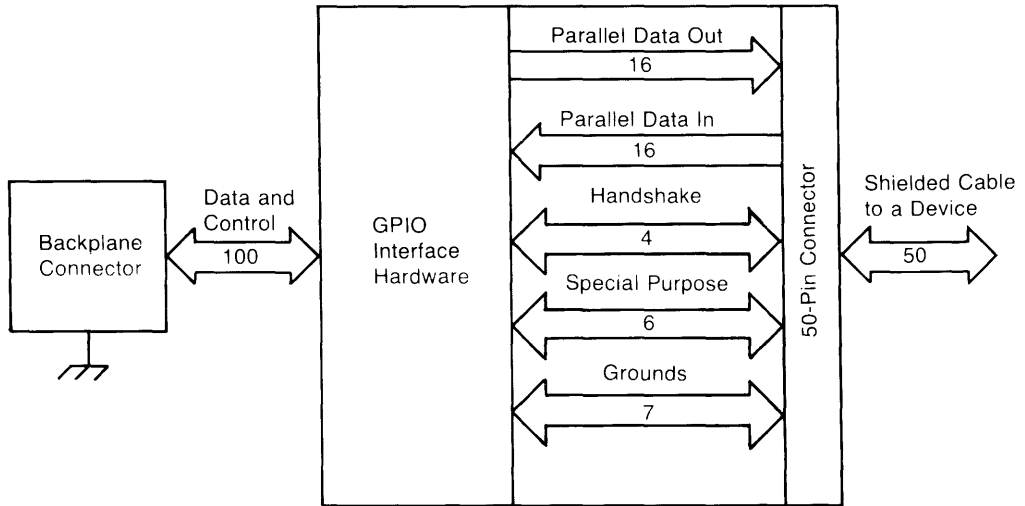 Parallel Data Out
16
Parallel Data In
16
Handshake
4
Special Purpose
6
Grounds
7
Backplane
Connector
Data and
Control
100
GPIO
Interface
Hardware
50-Pin Connector
Shielded Cable
to a Device
50